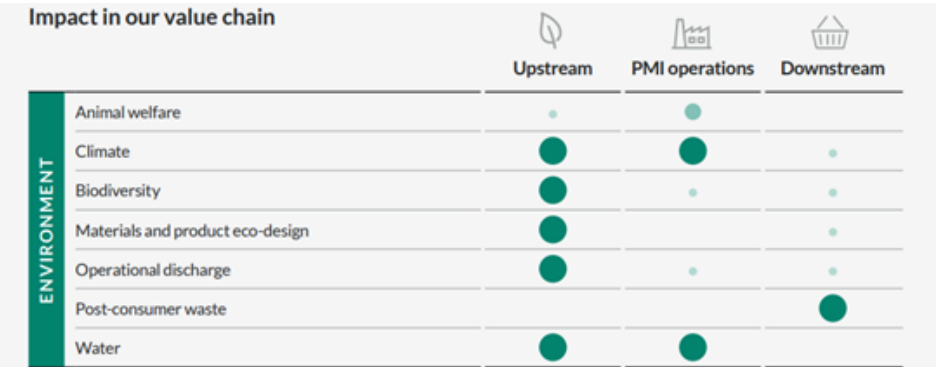 Impact in our value chain
Upstream PMI operations Downstream
ENVIRONMENT
Animal welfare
Climate
Biodiversity
Materials and product eco-design
Operational discharge
Post-consumer waste
Water